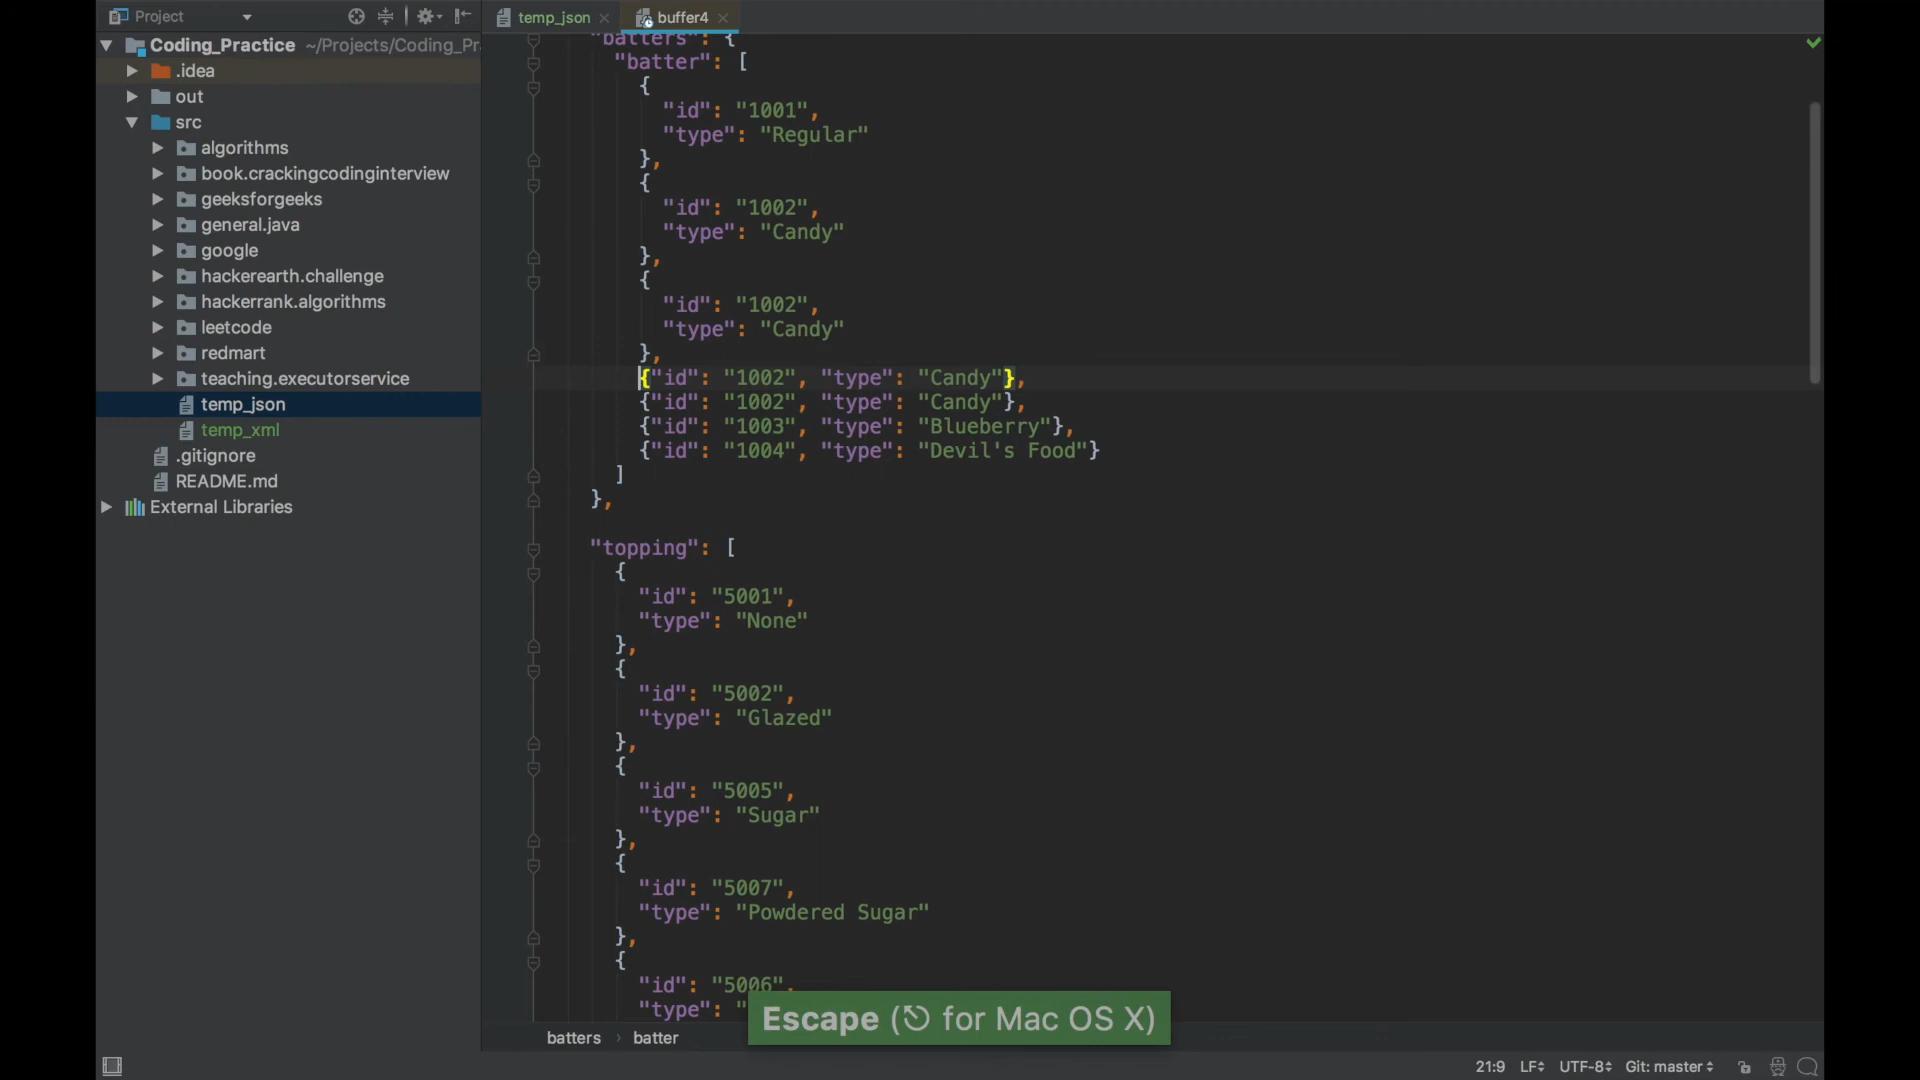 Project
temp_json
buffer4
Coding_Practice ~/Projects/Coding_Pr
.idea
out
src
algorithms
book.crackingcodinginterview
geeksforgeeks
general.java
google
hackerearth.challenge
hackerrank.algorithms
leetcode
redmart
teaching.executorservice
temp_json
temp_xml
.gitignore
README.md
External Libraries
"batters": {
"batter": [
{
"id": "1001",
"type": "Regular"
},
{
"id": "1002",
"type": "Candy"
},
{
"id": "1002",
"type": "Candy"
},
{"id": "1002", "type": "Candy"},
{"id": "1002", "type": "Candy"},
{"id": "1003", "type": "Blueberry"},
{"id": "1004", "type": "Devil's Food"}
]
},
"topping": [
{
"id": "5001",
"type": "None"
},
{
"id": "5002",
"type": "Glazed"
},
{
"id": "5005",
"type": "Sugar"
},
{
"id": "5007",
"type": "Powdered Sugar"
},
{
"id": "5006",
"type": "
Escape (⎋ for Mac OS X)
batters › batter
21:9 LF UTF-8 Git: master